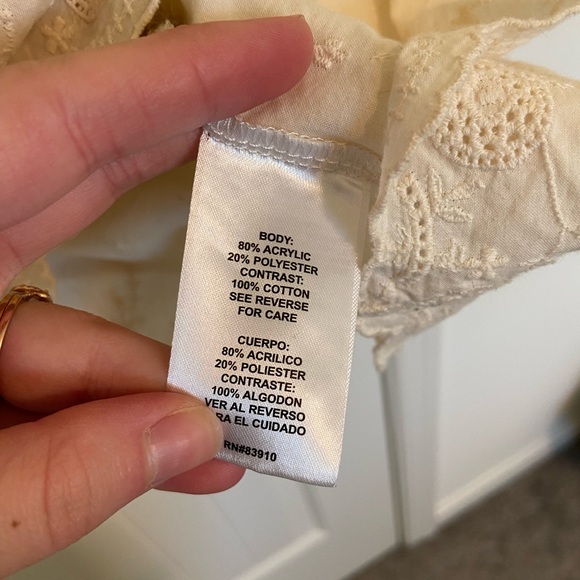 BODY:
80% ACRYLIC
20% POLYESTER
CONTRAST:
100% COTTON
SEE REVERSE
FOR CARE
CUERPO:
80% ACRILICO
20% POLIESTER
CONTRASTE:
100% ALGODON
VER AL REVERSO
EL CUIDADO
RN#83910